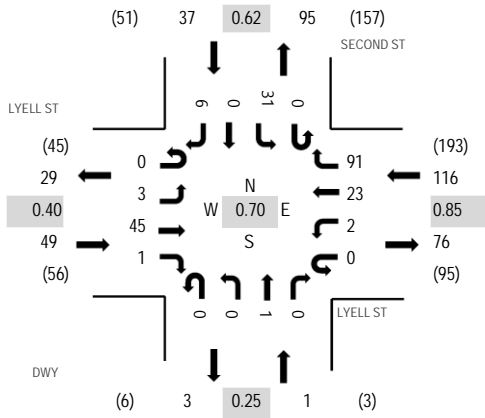 (51) 37 0.62 95 (157)
SECOND ST
6 0 31 0
LYELL ST
(45) 0 91 (193)
29 3 N 23 116
0.40 W 0.70 E 0.85
49 45 S 2 76
(56) 1 0 (95)
0 0 1 0
LYELL ST
DWY
(6) 3 0.25 1 (3)